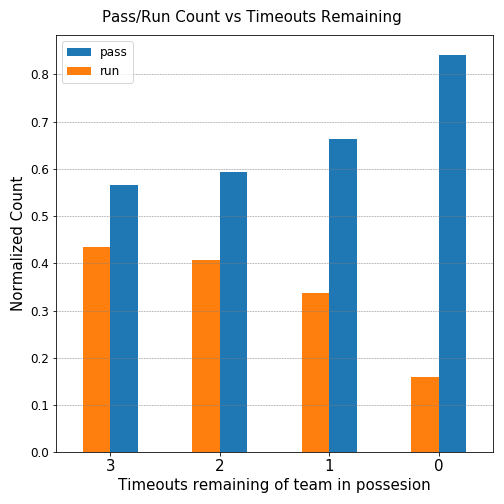 Pass/Run Count vs Timeouts Remaining
pass
run
Normalized Count
0.8
0.7
0.6
0.5
0.4
0.3
0.2
0.1
0.0
3 2 1 0
Timeouts remaining of team in possesion